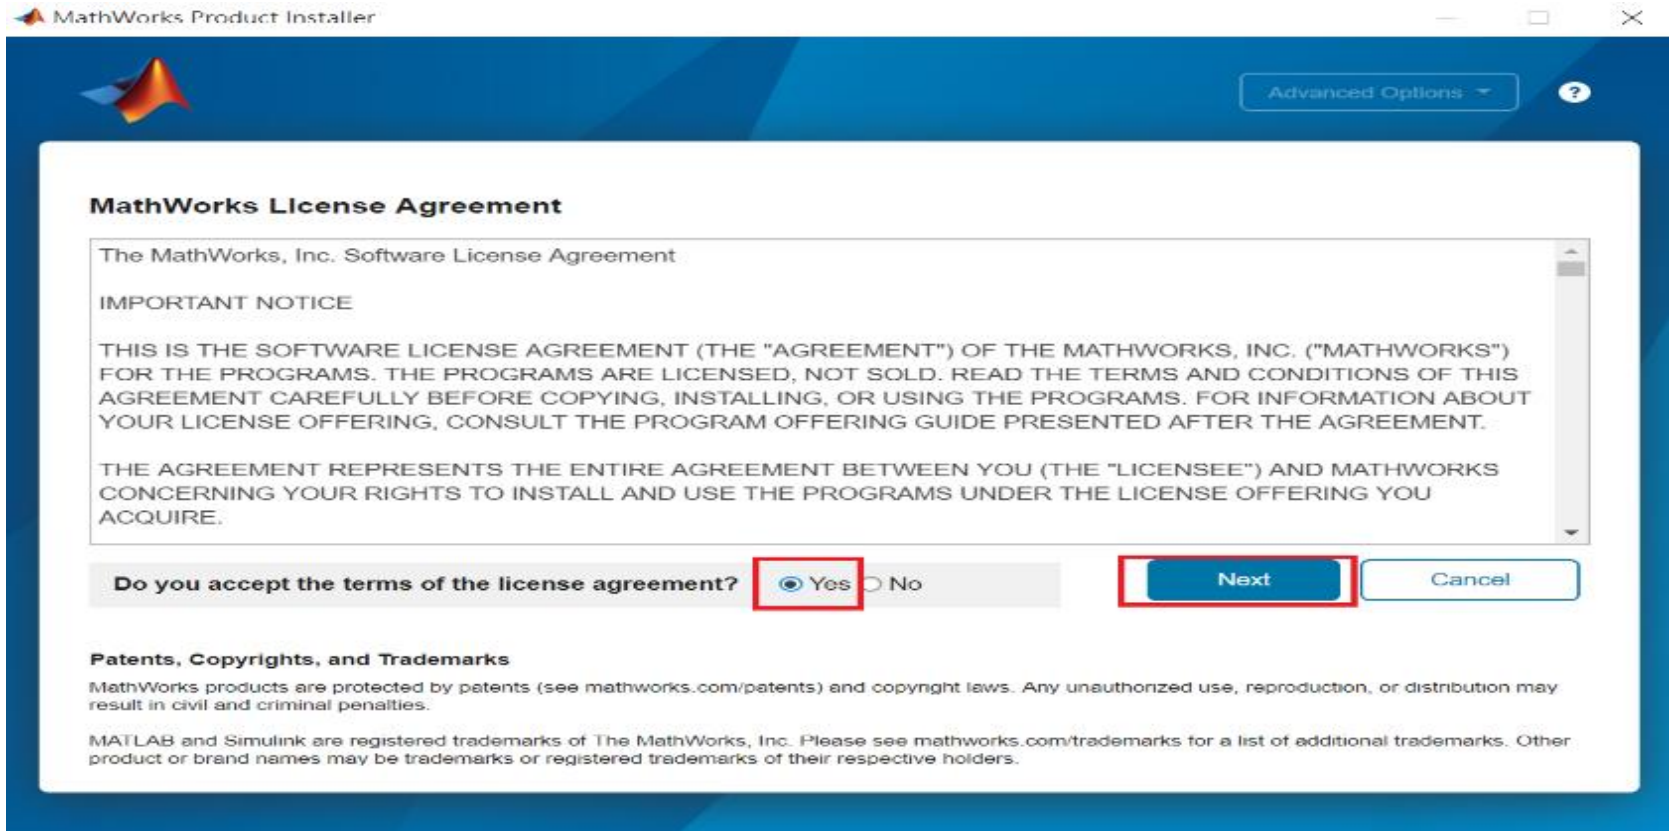 MathWorks Product Installer
Advanced Options
?
MathWorks License Agreement
The MathWorks, Inc. Software License Agreement
IMPORTANT NOTICE
THIS IS THE SOFTWARE LICENSE AGREEMENT (THE "AGREEMENT") OF THE MATHWORKS, INC. ("MATHWORKS")
FOR THE PROGRAMS. THE PROGRAMS ARE LICENSED, NOT SOLD. READ THE TERMS AND CONDITIONS OF THIS
AGREEMENT CAREFULLY BEFORE COPYING, INSTALLING, OR USING THE PROGRAMS. FOR INFORMATION ABOUT
YOUR LICENSE OFFERING, CONSULT THE PROGRAM OFFERING GUIDE PRESENTED AFTER THE AGREEMENT.
THE AGREEMENT REPRESENTS THE ENTIRE AGREEMENT BETWEEN YOU (THE "LICENSEE") AND MATHWORKS
CONCERNING YOUR RIGHTS TO INSTALL AND USE THE PROGRAMS UNDER THE LICENSE OFFERING YOU
ACQUIRE.
Do you accept the terms of the license agreement? Yes No
Next Cancel
Patents, Copyrights, and Trademarks
MathWorks products are protected by patents (see mathworks.com/patents) and copyright laws. Any unauthorized use, reproduction, or distribution may
result in civil and criminal penalties.
MATLAB and Simulink are registered trademarks of The MathWorks, Inc. Please see mathworks.com/trademarks for a list of additional trademarks. Other
product or brand names may be trademarks or registered trademarks of their respective holders.